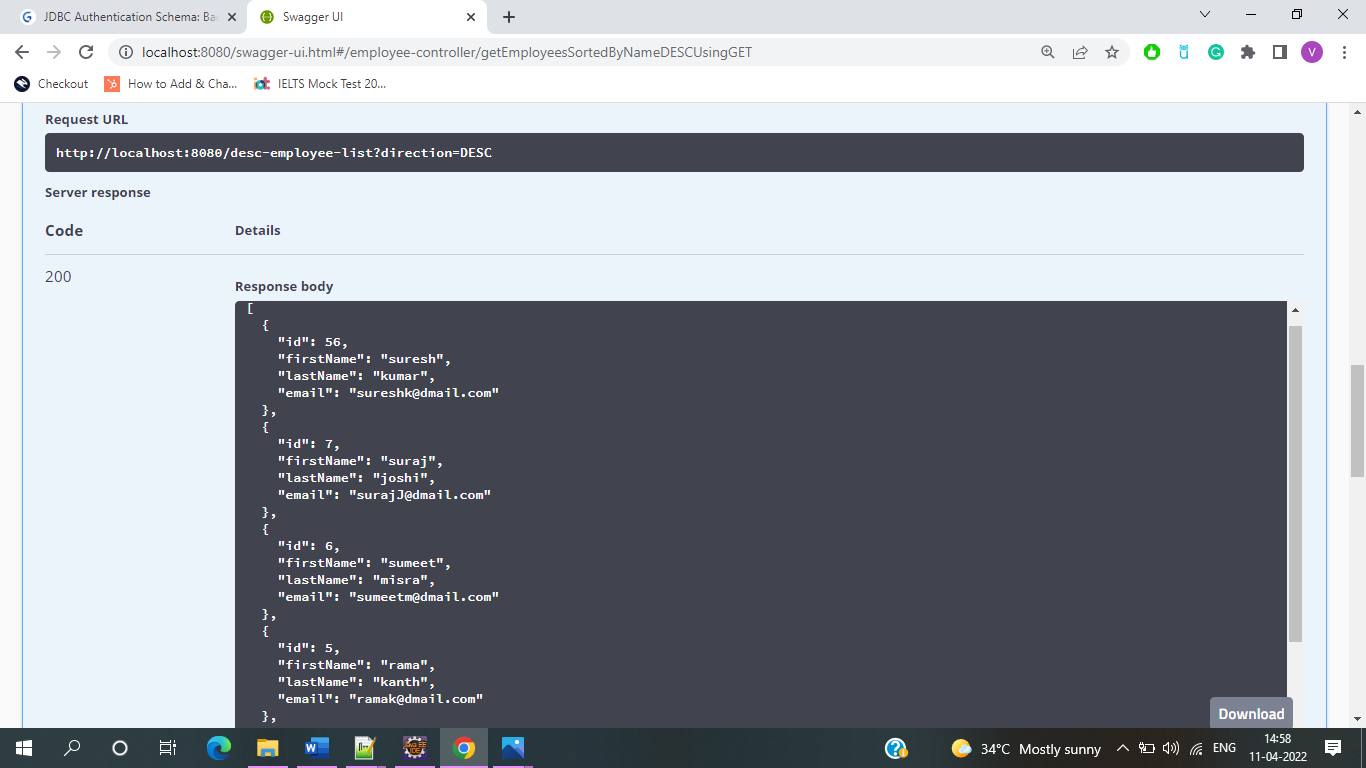 JDBC Authentication Schema: Ba
Swagger UI
localhost:8080/swagger-ui.html#/employee-controller/getEmployeesSortedByNameDESCUsingGET
V
Checkout
How to Add & Cha...
IELTS Mock Test 20...
Request URL
http://localhost:8080/desc-employee-list?direction=DESC
Server response
Code
Details
200
Response body
[
{
"id": 56,
"firstName": "suresh",
"lastName": "kumar",
"email": "sureshk@dmail.com"
},
{
"id": 7,
"firstName": "suraj",
"lastName": "joshi",
"email": "surajJ@dmail.com"
},
{
"id": 6,
"firstName": "sumeet",
"lastName": "misra",
"email": "sumeetm@dmail.com"
},
{
"id": 5,
"firstName": "rama",
"lastName": "kanth",
"email": "ramak@dmail.com"
},
Download
34°C Mostly sunny
ENG
14:58
11-04-2022